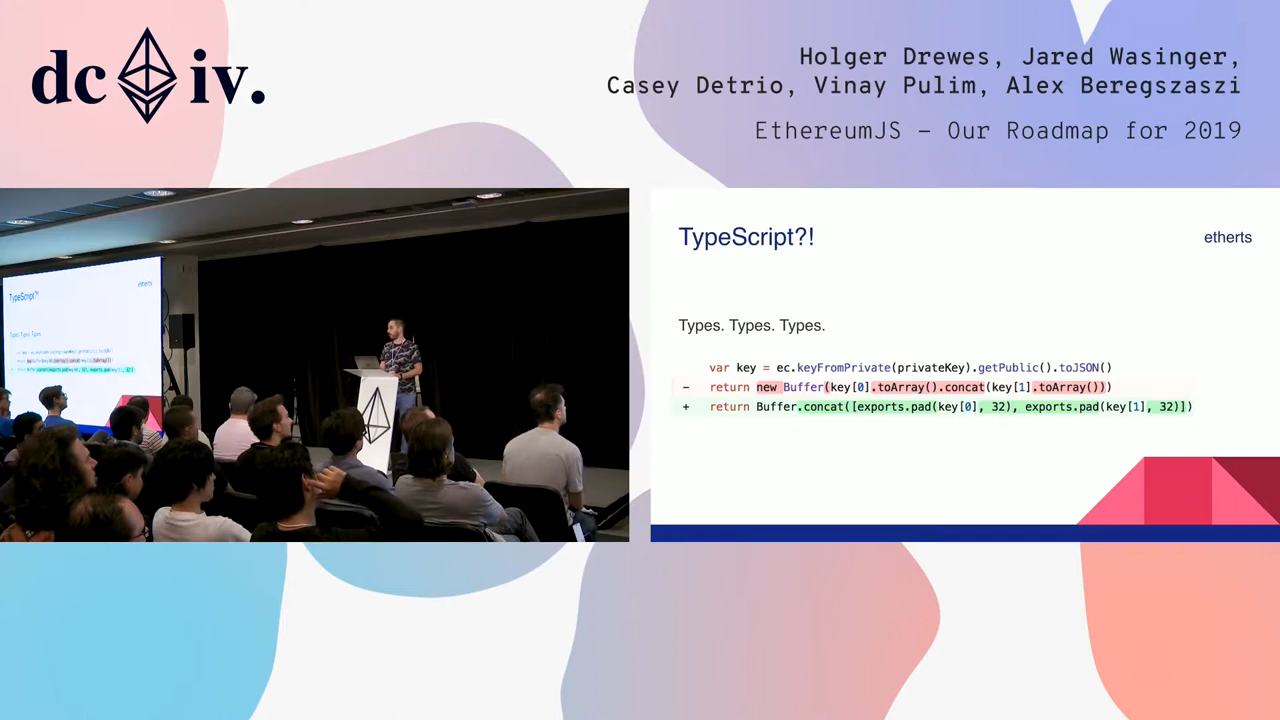 dc iv.
Holger Drewes, Jared Wasinger,
Casey Detrio, Vinay Pulim, Alex Beregszaszi
EthereumJS – Our Roadmap for 2019
TypeScript?!
etherts
Types. Types. Types.
var key = ec.keyFromPrivate(privateKey).getPublic().toJSON()
- return new Buffer(key[0].toArray().concat(key[1].toArray()))
+ return Buffer.concat([exports.pad(key[0], 32), exports.pad(key[1], 32)])
TypeScript?!
etherts